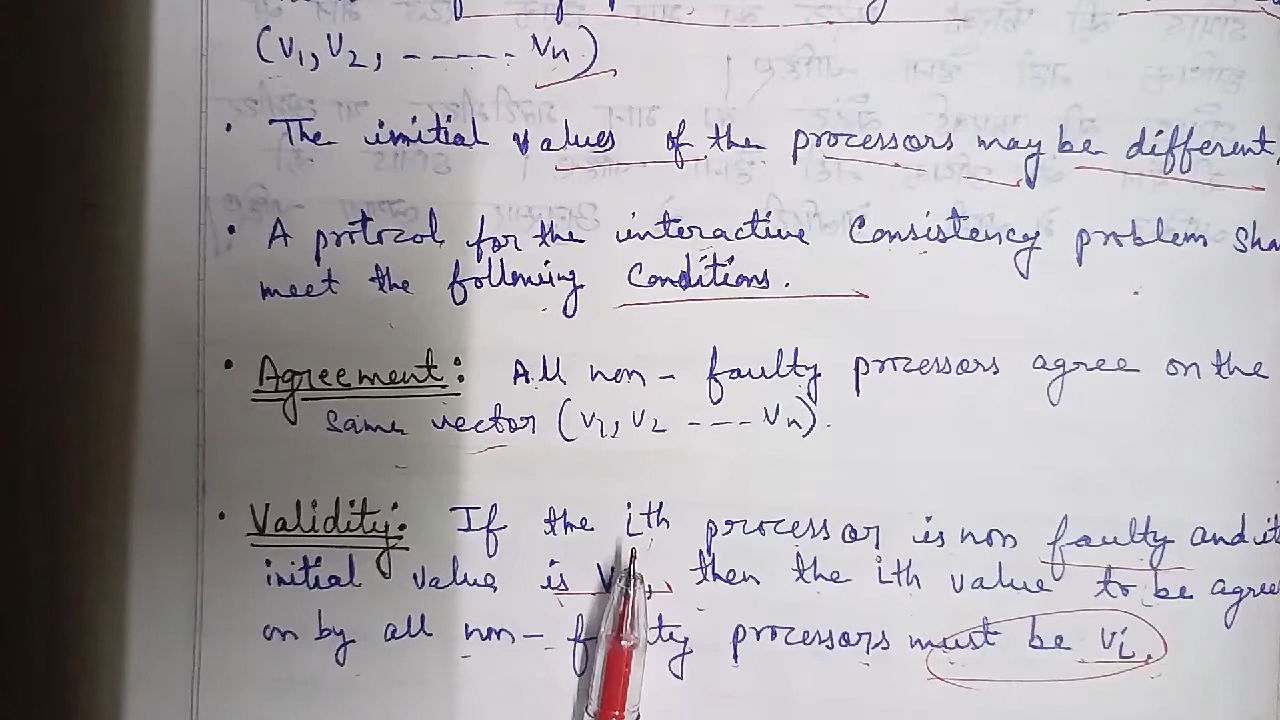 (V1, V2, ------ Vn)
• The initial values of the processors may be different.
• A protocol for the interactive Consistency problem Sha
meet the following Conditions.
• Agreement: All non-faulty processors agree on the
same vector (V1, V2 ---- Vn).
• Validity: If the ith processor is non faulty and it
initial value is then the ith value to be agree
on by all non- processors must be Vi.